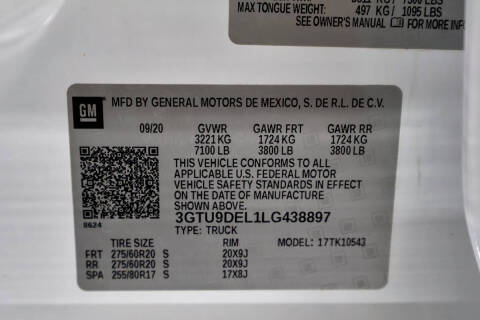 MAX TONGUE WEIGHT: 497 KG / 1095 LBS
SEE OWNER'S MANUAL FOR MORE INFO
GM
MFD BY GENERAL MOTORS DE MEXICO, S. DE R.L. DE C.V.
09/20 GVWR GAWR FRT GAWR RR
3221 KG 1724 KG 1724 KG
7100 LB 3800 LB 3800 LB
THIS VEHICLE CONFORMS TO ALL
APPLICABLE U.S. FEDERAL MOTOR
VEHICLE SAFETY STANDARDS IN EFFECT
ON THE DATE OF MANUFACTURE
SHOWN ABOVE.
8624 3GTU9DEL1LG438897
TYPE: TRUCK MODEL: 17TK10543
TIRE SIZE RIM
FRT 275/60R20 S 20X9J
RR 275/60R20 S 20X9J
SPA 255/80R17 S 17X8J